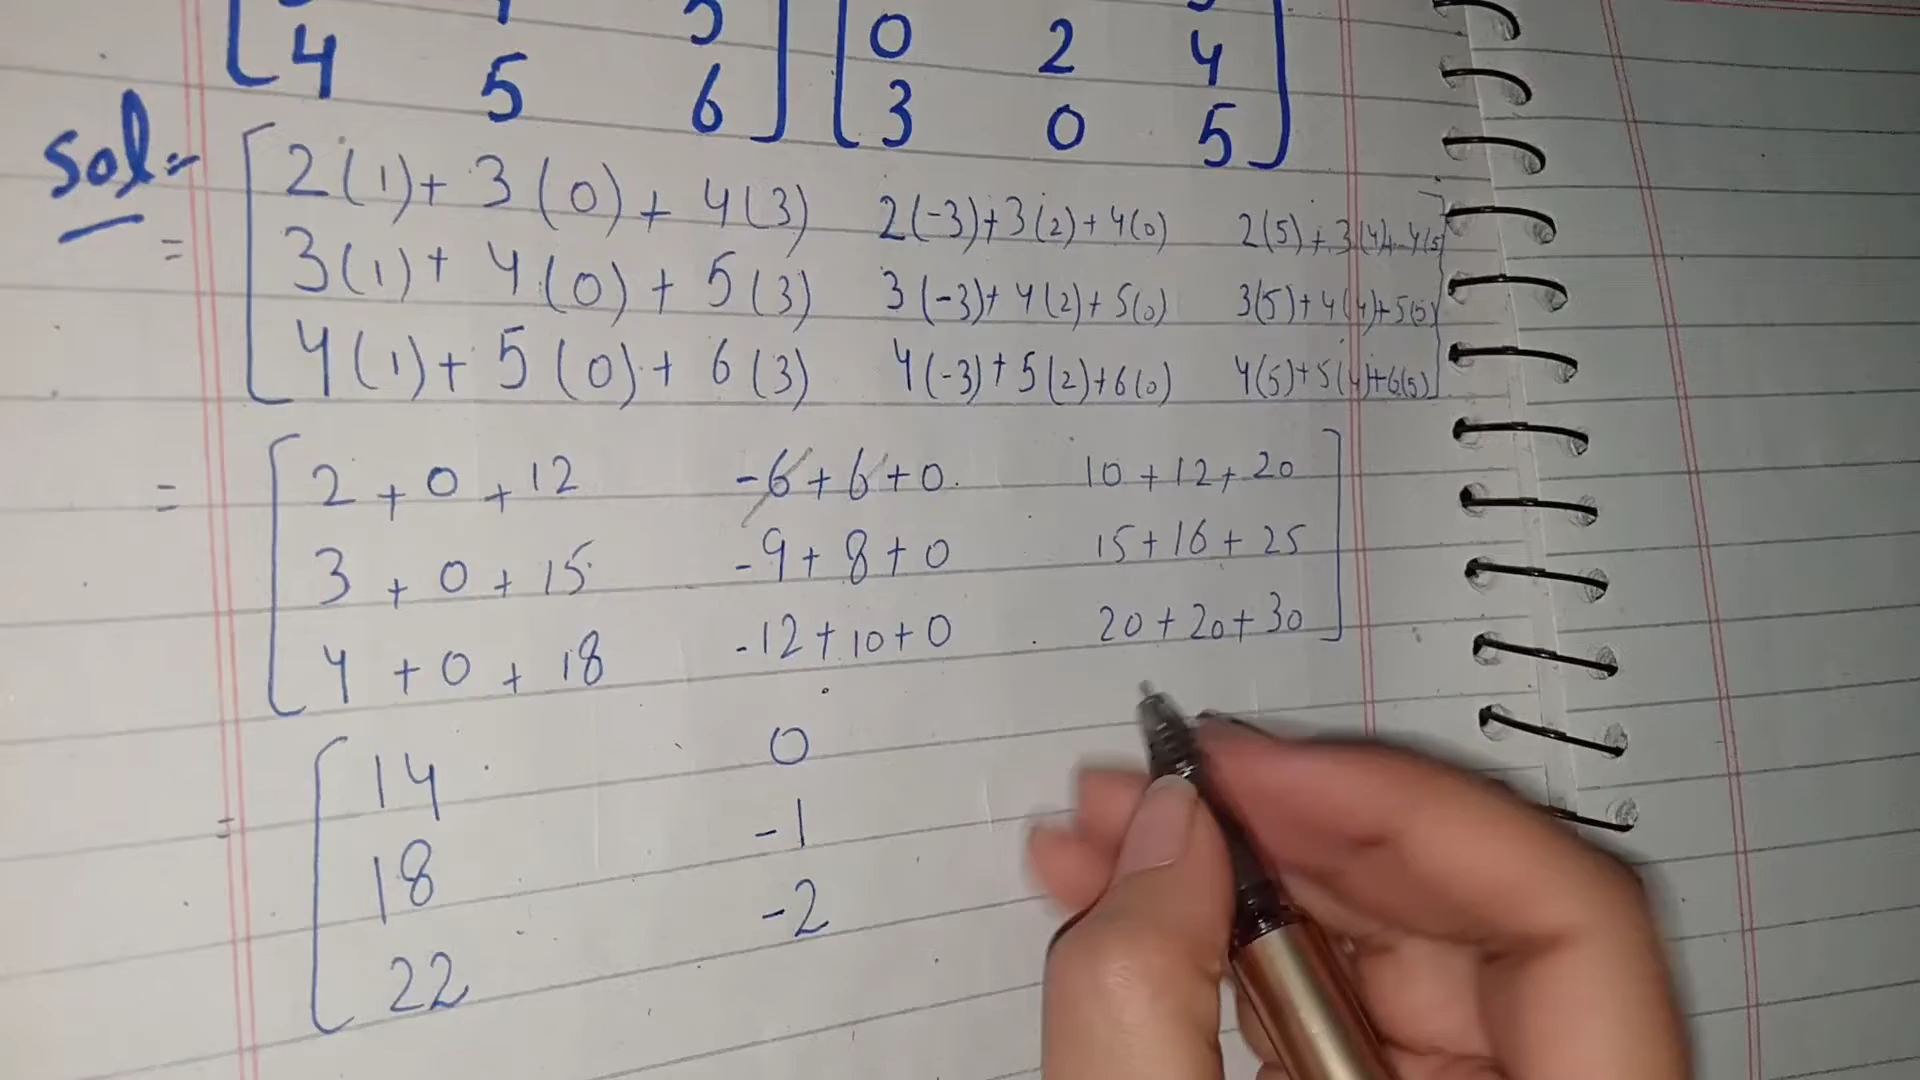 4 5 6 0 2 4
3 0 5
Sol=
= [ 2(1)+3(0)+4(3) 2(-3)+3(2)+4(0) 2(5)+3(4)+4(5)
3(1)+4(0)+5(3) 3(-3)+4(2)+5(0) 3(5)+4(4)+5(5)
4(1)+5(0)+6(3) 4(-3)+5(2)+6(0) 4(5)+5(4)+6(5) ]
= [ 2+0+12 -6+6+0 10+12+20
3+0+15 -9+8+0 15+16+25
4+0+18 -12+10+0 20+20+30 ]
= [ 14 0
18 -1
22 -2